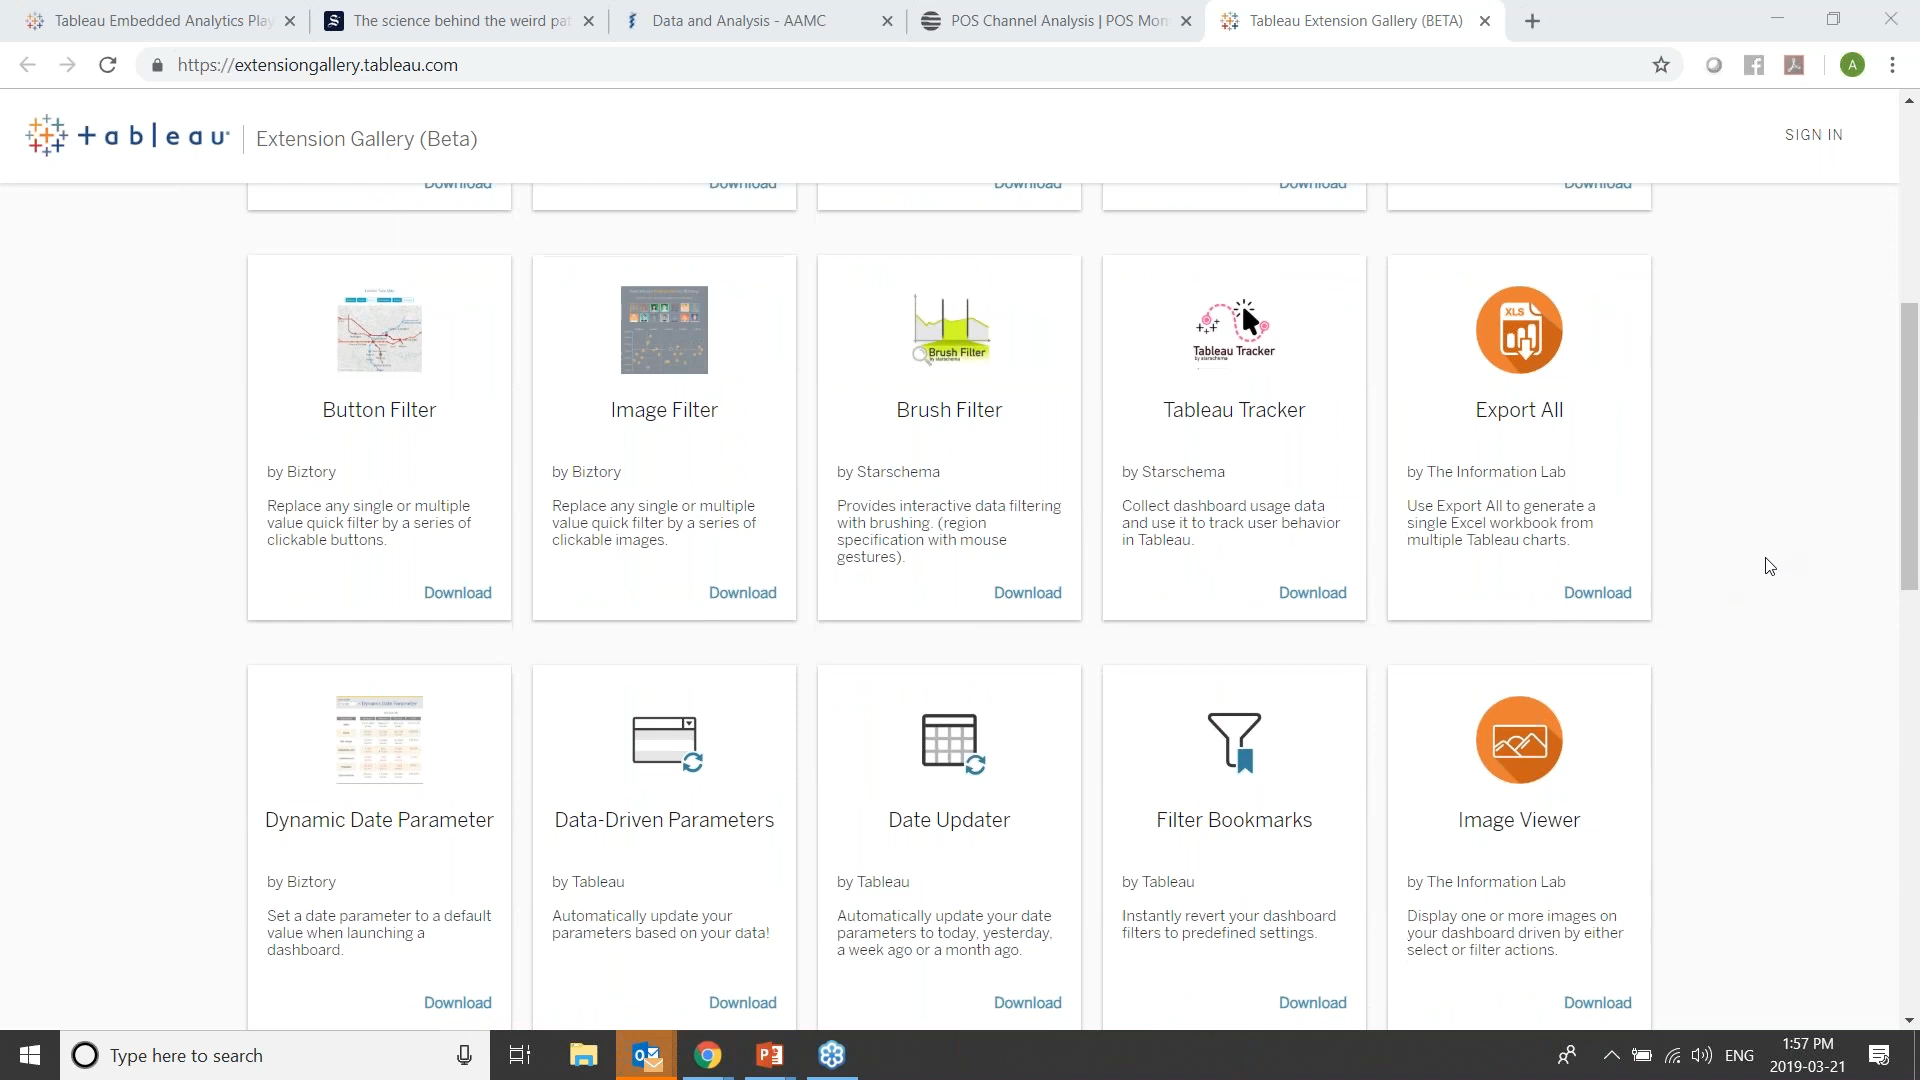 Tableau Embedded Analytics Play
The science behind the weird pat
Data and Analysis - AAMC
POS Channel Analysis | POS Mon
Tableau Extension Gallery (BETA)
https://extensiongallery.tableau.com
A
+ableau
Extension Gallery (Beta)
SIGN IN
Download
Download
Download
Download
Download
Brush Filter
Tableau Tracker
by starschema
XLS
Button Filter
Image Filter
Brush Filter
Tableau Tracker
Export All
by Biztory
by Biztory
by Starschema
by Starschema
by The Information Lab
Replace any single or multiple
value quick filter by a series of
clickable buttons.
Replace any single or multiple
value quick filter by a series of
clickable images.
Provides interactive data filtering
with brushing. (region
specification with mouse
gestures).
Collect dashboard usage data
and use it to track user behavior
in Tableau.
Use Export All to generate a
single Excel workbook from
multiple Tableau charts.
Download
Download
Download
Download
Download
Dynamic Date Parameter
Data-Driven Parameters
Date Updater
Filter Bookmarks
Image Viewer
by Biztory
by Tableau
by Tableau
by Tableau
by The Information Lab
Set a date parameter to a default
value when launching a
dashboard.
Automatically update your
parameters based on your data!
Automatically update your date
parameters to today, yesterday,
a week ago or a month ago.
Instantly revert your dashboard
filters to predefined settings.
Display one or more images on
your dashboard driven by either
select or filter actions.
Download
Download
Download
Download
Download
Type here to search
ENG
1:57 PM
2019-03-21